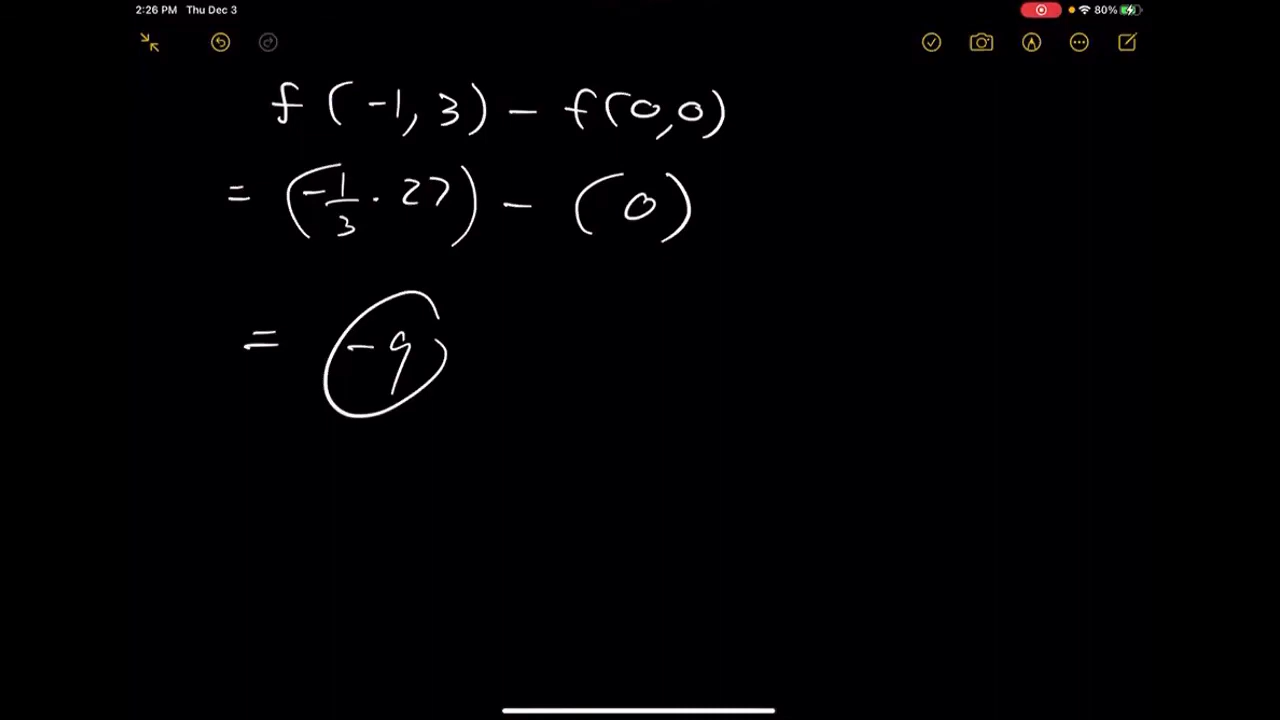 2:26 PM Thu Dec 3 80%
f(-1, 3) - f(0,0)
= (-1/3 · 27) - (0)
= -9